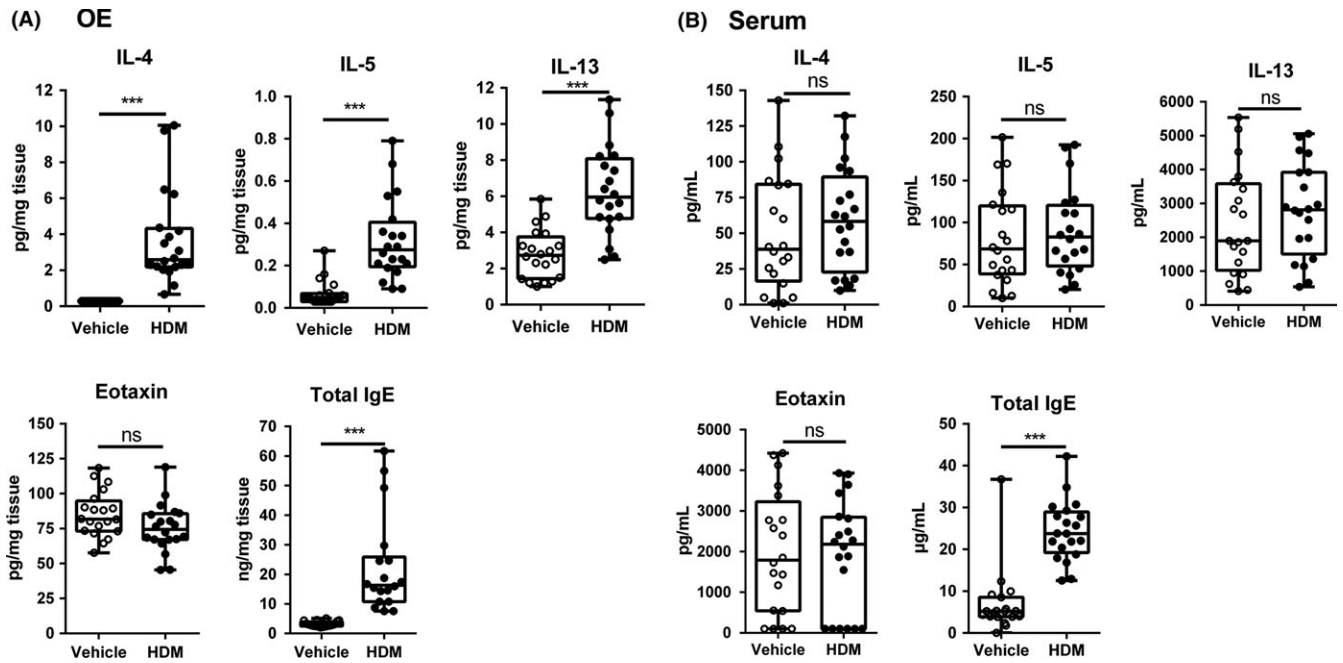 (A) OE
IL-4
pg/mg tissue
12
10
8
6
4
2
0
***
Vehicle HDM
IL-5
pg/mg tissue
1.0
0.8
0.6
0.4
0.2
0.0
***
Vehicle HDM
IL-13
pg/mg tissue
12
10
8
6
4
2
0
***
Vehicle HDM
Eotaxin
pg/mg tissue
150
125
100
75
50
25
0
ns
Vehicle HDM
Total IgE
ng/mg tissue
70
60
50
40
30
20
10
0
***
Vehicle HDM
(B) Serum
IL-4
pg/mL
150
125
100
75
50
25
0
ns
Vehicle HDM
IL-5
pg/mL
250
200
150
100
50
0
ns
Vehicle HDM
IL-13
pg/mL
6000
5000
4000
3000
2000
1000
0
ns
Vehicle HDM
Eotaxin
pg/mL
5000
4000
3000
2000
1000
0
ns
Vehicle HDM
Total IgE
µg/mL
50
40
30
20
10
0
***
Vehicle HDM